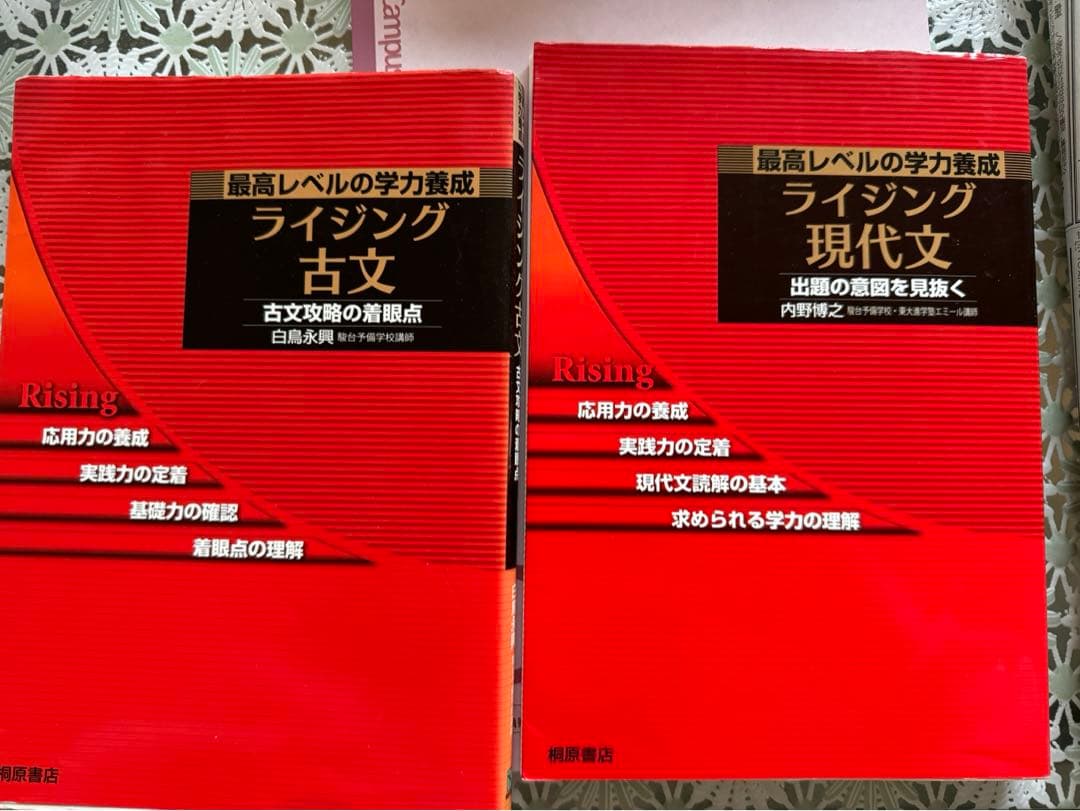 Campus
最高レベルの学力養成
ライジング
古文
古文攻略の着眼点
白鳥永興 駿台予備学校講師
Rising
応用力の養成
実践力の定着
基礎力の確認
着眼点の理解
桐原書店
最高レベルの学力養成
ライジング
現代文
出題の意図を見抜く
内野博之 駿台予備学校・東大進学塾エミール講師
Rising
応用力の養成
実践力の定着
現代文読解の基本
求められる学力の理解
桐原書店